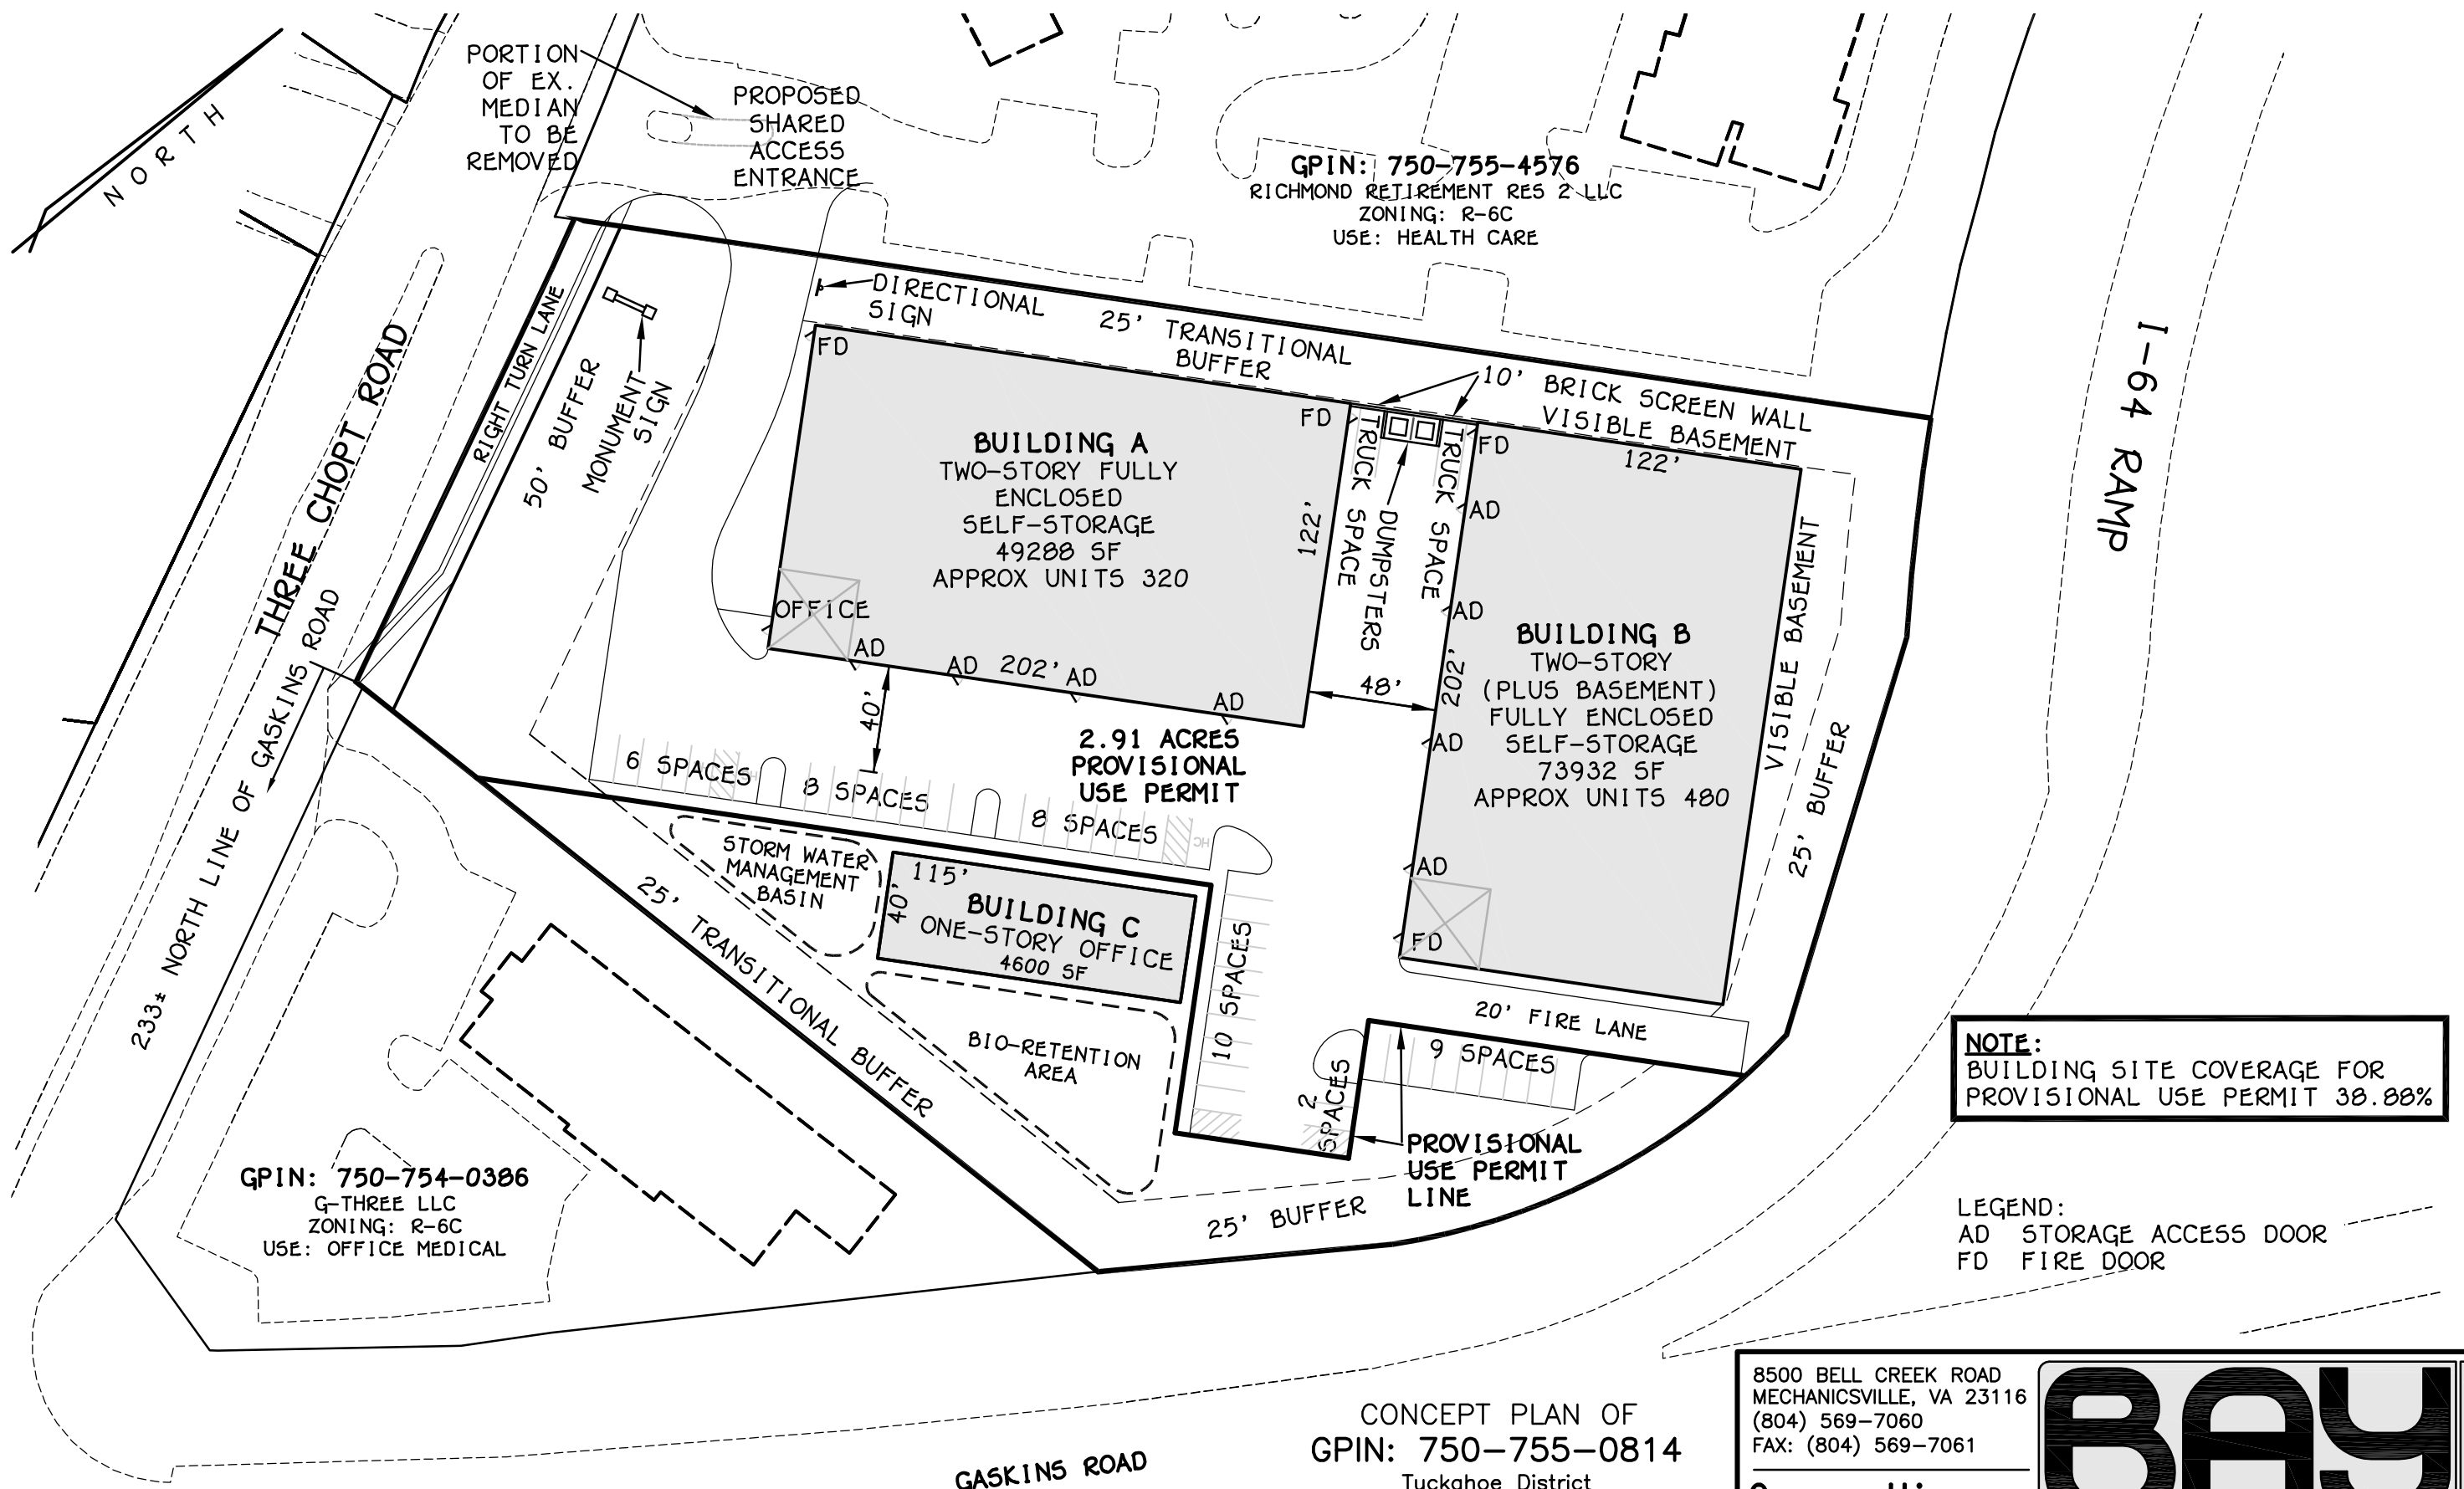 NORTH
PORTION
OF EX.
MEDIAN
TO BE
REMOVED
PROPOSED
SHARED
ACCESS
ENTRANCE
GPIN: 750-755-4576
RICHMOND RETIREMENT RES 2 LLC
ZONING: R-6C
USE: HEALTH CARE
I-64 RAMP
THREE CHOPT ROAD
RIGHT TURN LANE
50' BUFFER
MONUMENT
SIGN
DIRECTIONAL
SIGN
25' TRANSITIONAL
BUFFER
10' BRICK SCREEN WALL
VISIBLE BASEMENT
122'
FD
FD
FD
BUILDING A
TWO-STORY FULLY
ENCLOSED
SELF-STORAGE
49288 SF
APPROX UNITS 320
122'
TRUCK SPACE
DUMPSTERS
TRUCK SPACE
AD
AD
OFFICE
AD
AD
202'
AD
AD
40'
48'
202'
BUILDING B
TWO-STORY
(PLUS BASEMENT)
FULLY ENCLOSED
SELF-STORAGE
73932 SF
APPROX UNITS 480
VISIBLE BASEMENT
25' BUFFER
AD
AD
FD
2.91 ACRES
PROVISIONAL
USE PERMIT
233± NORTH LINE OF GASKINS ROAD
6 SPACES
8 SPACES
8 SPACES
HC
STORM WATER
MANAGEMENT
BASIN
115'
40'
BUILDING C
ONE-STORY OFFICE
4600 SF
25' TRANSITIONAL BUFFER
BIO-RETENTION
AREA
10 SPACES
20' FIRE LANE
9 SPACES
2
SPACES
PROVISIONAL
USE PERMIT
LINE
25' BUFFER
GPIN: 750-754-0386
G-THREE LLC
ZONING: R-6C
USE: OFFICE MEDICAL
NOTE:
BUILDING SITE COVERAGE FOR
PROVISIONAL USE PERMIT 38.88%
LEGEND:
AD STORAGE ACCESS DOOR
FD FIRE DOOR
GASKINS ROAD
CONCEPT PLAN OF
GPIN: 750-755-0814
Tuckahoe District
8500 BELL CREEK ROAD
MECHANICSVILLE, VA 23116
(804) 569-7060
FAX: (804) 569-7061
BAY